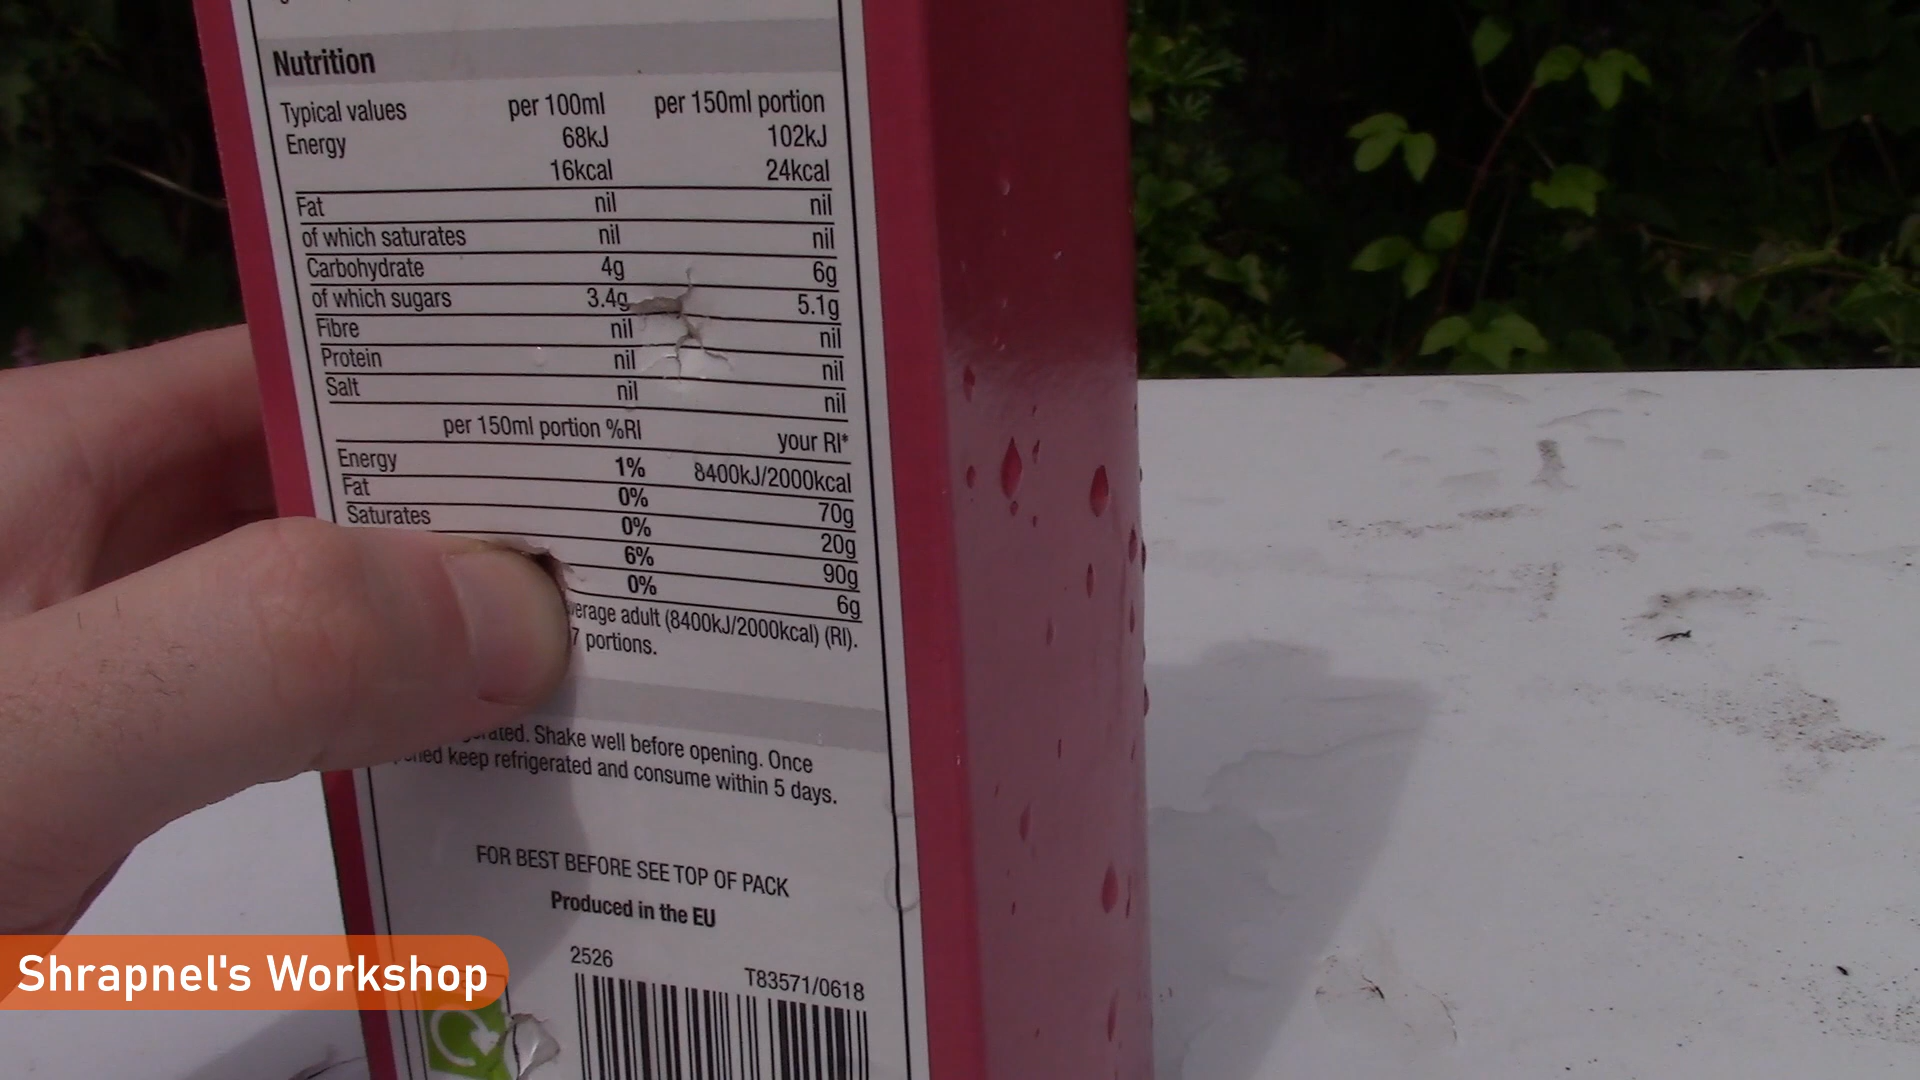 Nutrition
Typical values per 100ml per 150ml portion
Energy 68kJ 102kJ
16kcal 24kcal
Fat nil nil
of which saturates nil nil
Carbohydrate 4g 6g
of which sugars 3.4g 5.1g
Fibre nil nil
Protein nil nil
Salt nil nil
per 150ml portion %RI your RI*
Energy 1% 8400kJ/2000kcal
Fat 0% 70g
Saturates 0% 20g
6% 90g
0% 6g
adult (8400kJ/2000kcal) (RI).
7 portions.
Shake well before opening. Once
keep refrigerated and consume within 5 days.
FOR BEST BEFORE SEE TOP OF PACK
Produced in the EU
2526 T83571/0618
Shrapnel's Workshop